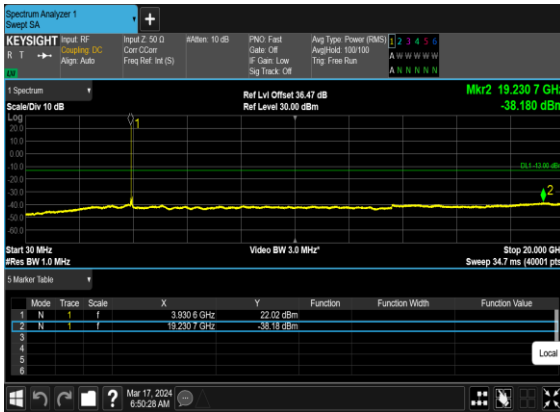 Spectrum Analyzer 1
Swept SA
+
KEYSIGHT Input: RF Input Z: 50 Ω #Atten: 10 dB PNO: Fast Avg Type: Power (RMS) 1 2 3 4 5 6
R T Coupling: DC Corr CCorr Gate: Off Avg|Hold: 100/100 A W W W W W
Align: Auto Freq Ref: Int (S) IF Gain: Low Trig: Free Run
Sig Track: Off A N N N N N
1 Spectrum Ref Lvl Offset 36.47 dB Mkr2 19.230 7 GHz
Scale/Div 10 dB Ref Level 30.00 dBm -38.180 dBm
Log
1
20.0
10.0
0.00
-10.0 DL1 -13.00 dBm
-20.0
-30.0 2
-40.0
-50.0
-60.0
Start 30 MHz Video BW 3.0 MHz* Stop 20.000 GHz
#Res BW 1.0 MHz Sweep 34.7 ms (40001 pts)
5 Marker Table
Mode Trace Scale X Y Function Function Width Function Value
1 N 1 f 3.930 6 GHz 22.02 dBm
2 N 1 f 19.230 7 GHz -38.18 dBm
3
4
5
6
Local
? Mar 17, 2024
6:50:28 AM